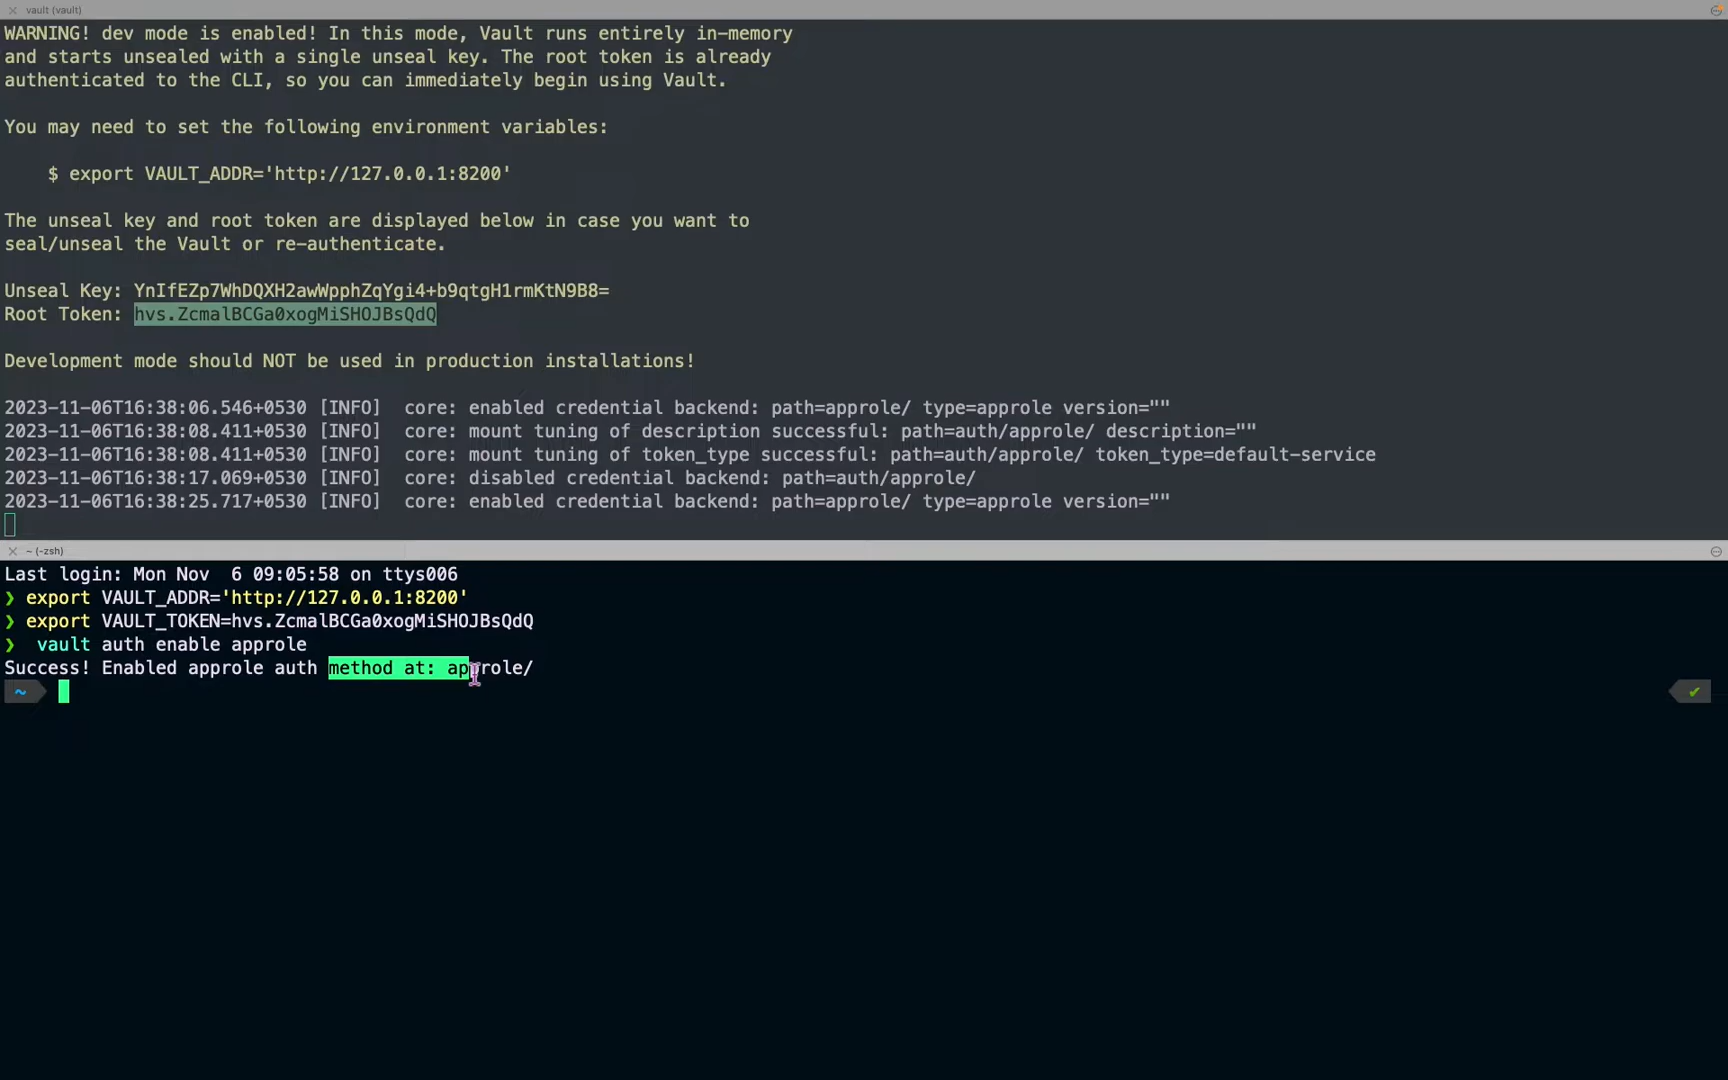 vault (vault)
WARNING! dev mode is enabled! In this mode, Vault runs entirely in-memory
and starts unsealed with a single unseal key. The root token is already
authenticated to the CLI, so you can immediately begin using Vault.
You may need to set the following environment variables:
$ export VAULT_ADDR='http://127.0.0.1:8200'
The unseal key and root token are displayed below in case you want to
seal/unseal the Vault or re-authenticate.
Unseal Key: YnIfEZp7WhDQXH2awWpphZqYgi4+b9qtgH1rmKtN9B8=
Root Token: hvs.ZcmalBCGa0xogMiSHOJBsQdQ
Development mode should NOT be used in production installations!
2023-11-06T16:38:06.546+0530 [INFO]  core: enabled credential backend: path=approle/ type=approle version=""
2023-11-06T16:38:08.411+0530 [INFO]  core: mount tuning of description successful: path=auth/approle/ description=""
2023-11-06T16:38:08.411+0530 [INFO]  core: mount tuning of token_type successful: path=auth/approle/ token_type=default-service
2023-11-06T16:38:17.069+0530 [INFO]  core: disabled credential backend: path=auth/approle/
2023-11-06T16:38:25.717+0530 [INFO]  core: enabled credential backend: path=approle/ type=approle version=""
~ (-zsh)
Last login: Mon Nov  6 09:05:58 on ttys006
❯ export VAULT_ADDR='http://127.0.0.1:8200'
❯ export VAULT_TOKEN=hvs.ZcmalBCGa0xogMiSHOJBsQdQ
❯  vault auth enable approle
Success! Enabled approle auth method at: approle/
~